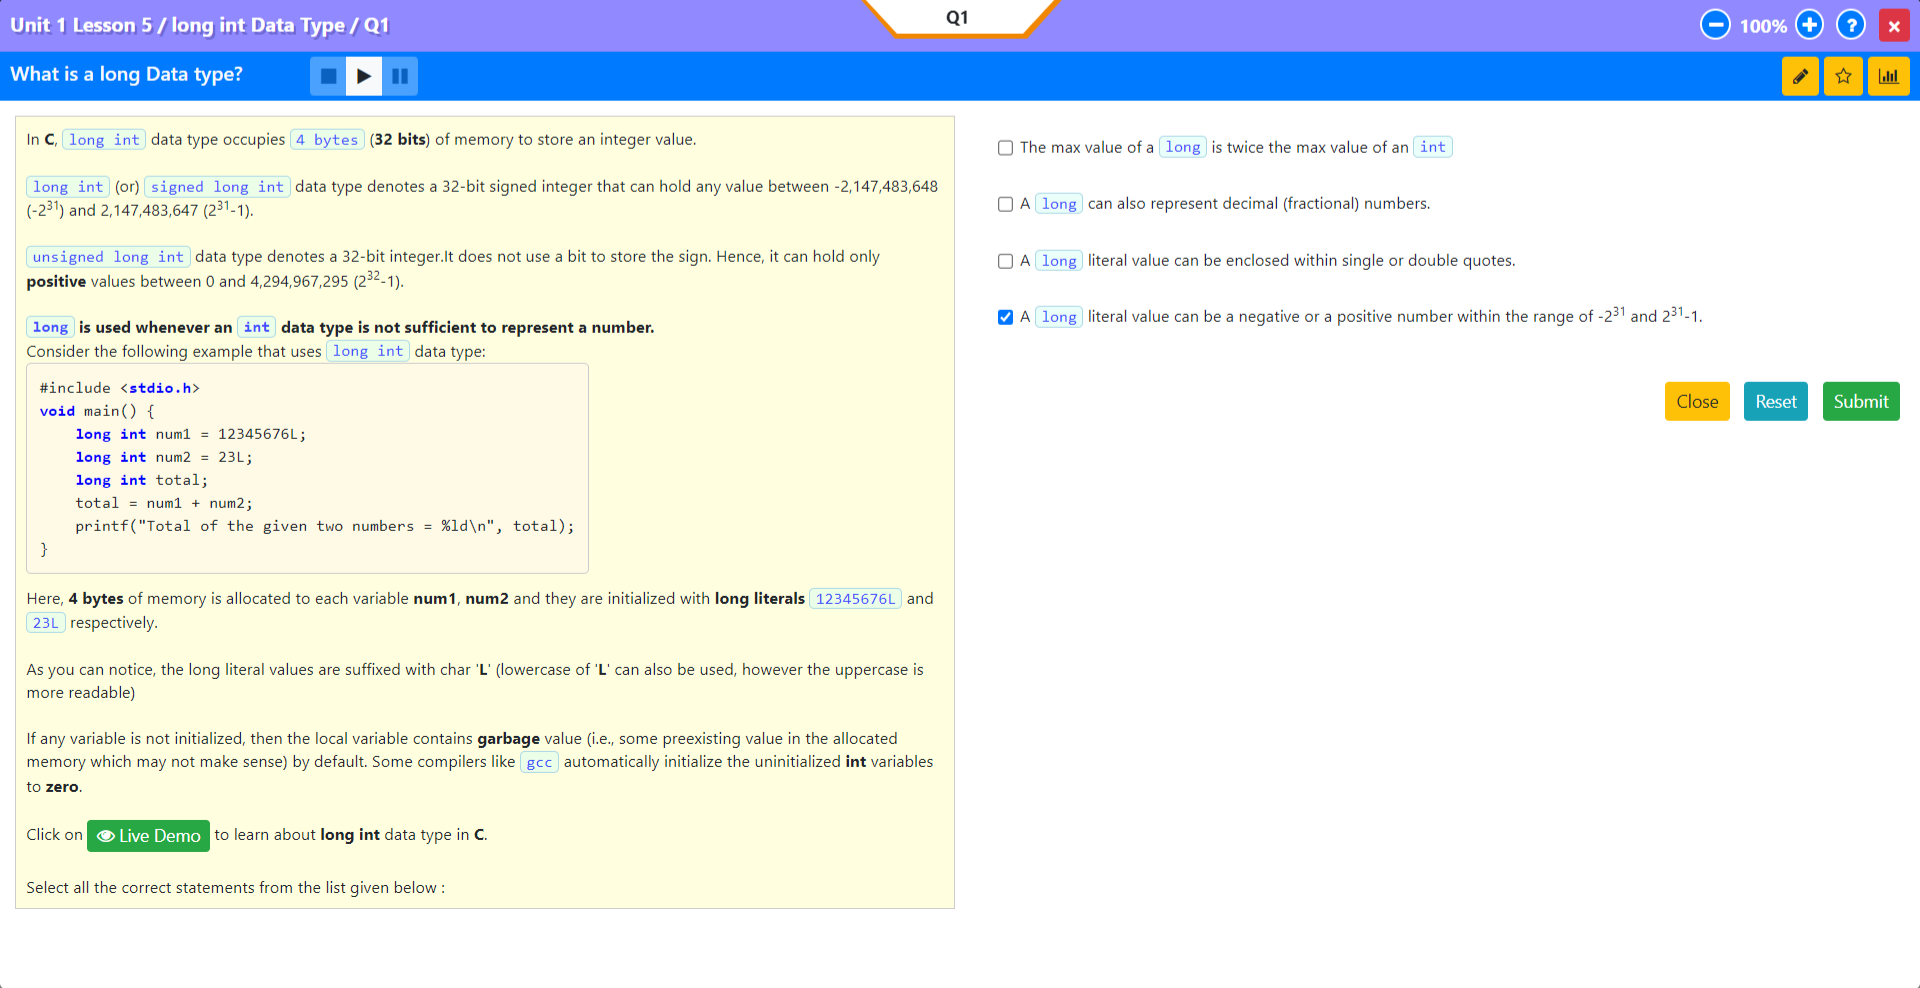 Unit 1 Lesson 5 / long int Data Type / Q1
Q1
100%
?
What is a long Data type?
In C, long int data type occupies 4 bytes (32 bits) of memory to store an integer value.
long int (or) signed long int data type denotes a 32-bit signed integer that can hold any value between -2,147,483,648
(-2³¹) and 2,147,483,647 (2³¹-1).
unsigned long int data type denotes a 32-bit integer.It does not use a bit to store the sign. Hence, it can hold only
positive values between 0 and 4,294,967,295 (2³²-1).
long is used whenever an int data type is not sufficient to represent a number.
Consider the following example that uses long int data type:
#include <stdio.h>
void main() {
    long int num1 = 12345676L;
    long int num2 = 23L;
    long int total;
    total = num1 + num2;
    printf("Total of the given two numbers = %ld\n", total);
}
Here, 4 bytes of memory is allocated to each variable num1, num2 and they are initialized with long literals 12345676L and
23L respectively.
As you can notice, the long literal values are suffixed with char 'L' (lowercase of 'L' can also be used, however the uppercase is
more readable)
If any variable is not initialized, then the local variable contains garbage value (i.e., some preexisting value in the allocated
memory which may not make sense) by default. Some compilers like gcc automatically initialize the uninitialized int variables
to zero.
Click on Live Demo to learn about long int data type in C.
Select all the correct statements from the list given below :
The max value of a long is twice the max value of an int
A long can also represent decimal (fractional) numbers.
A long literal value can be enclosed within single or double quotes.
A long literal value can be a negative or a positive number within the range of -2³¹ and 2³¹-1.
Close Reset Submit